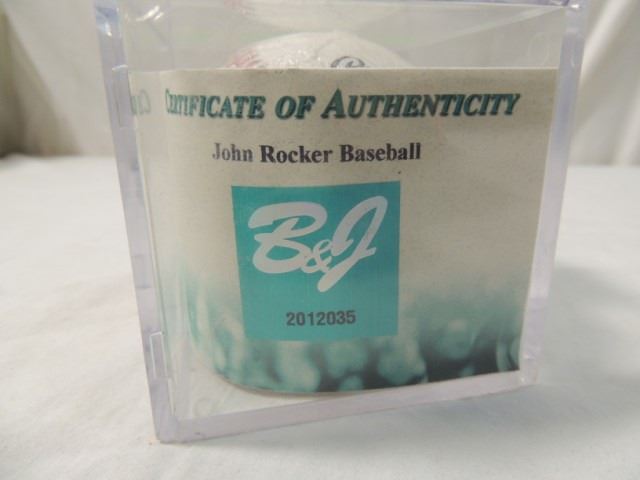 CERTIFICATE OF AUTHENTICITY
John Rocker Baseball
B&J
2012035